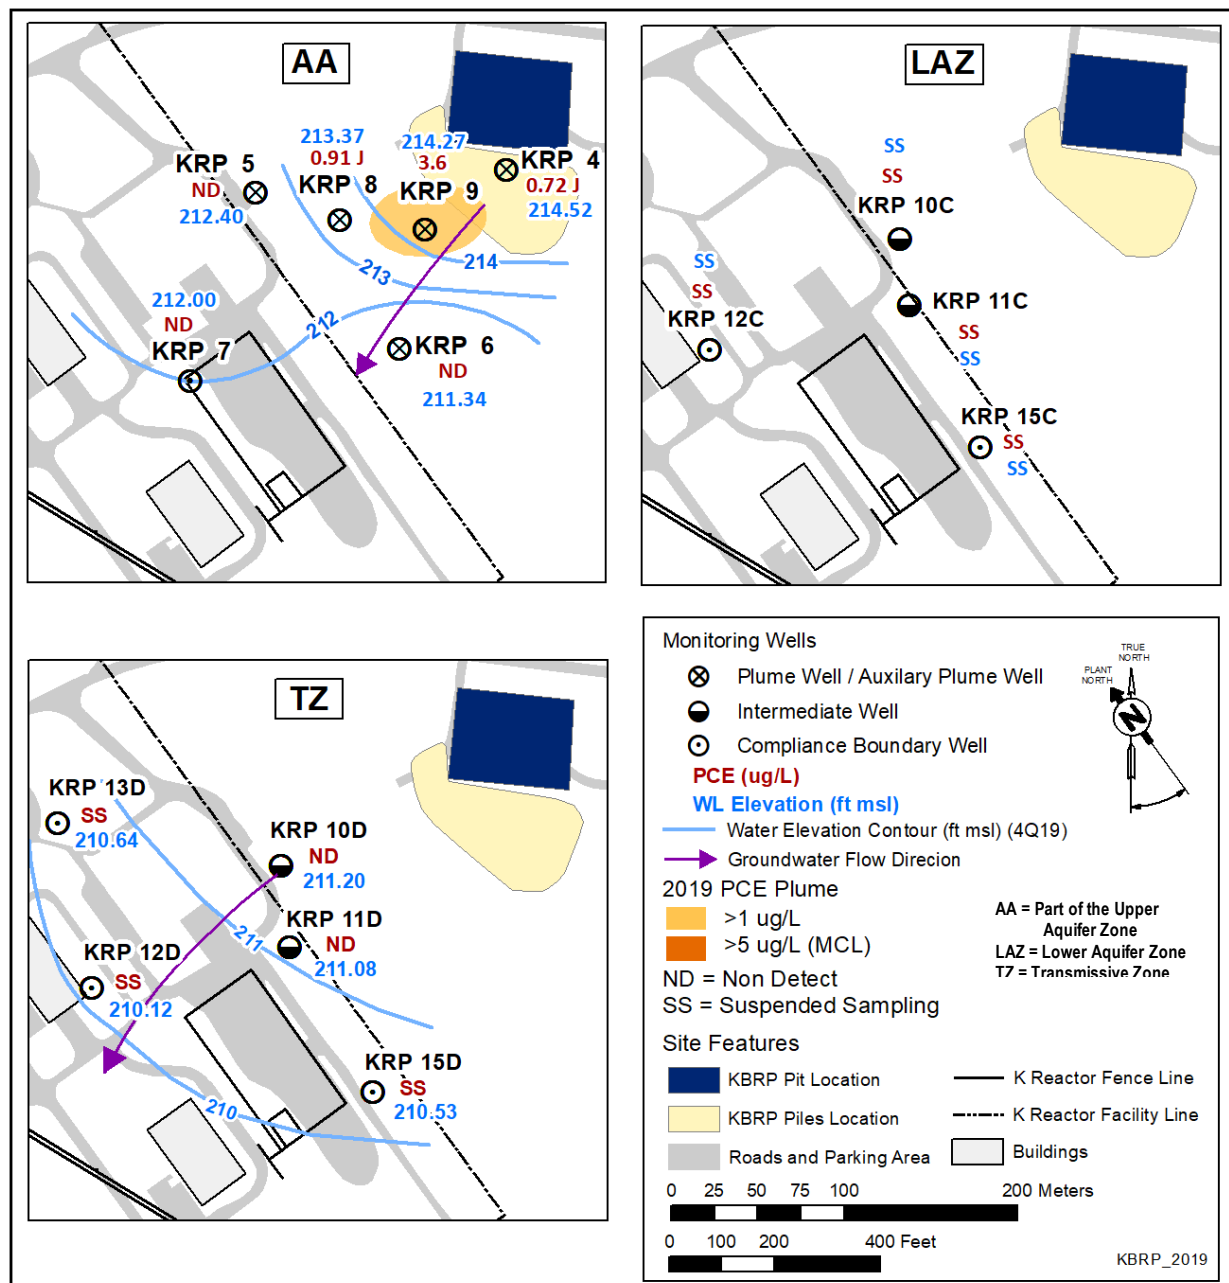 AA
213.37
0.91 J
KRP 8
214.27
3.6
KRP 9
KRP 4
0.72 J
214.52
KRP 5
ND
212.40
214
213
212
212.00
ND
KRP 7
KRP 6
ND
211.34
LAZ
SS
SS
KRP 10C
SS
SS
KRP 12C
KRP 11C
SS
SS
KRP 15C
SS
SS
TZ
KRP 13D
SS
210.64
KRP 10D
ND
211.20
KRP 11D
ND
211.08
211
KRP 12D
SS
210.12
KRP 15D
SS
210.53
210
Monitoring Wells
Plume Well / Auxilary Plume Well
Intermediate Well
Compliance Boundary Well
PCE (ug/L)
WL Elevation (ft msl)
Water Elevation Contour (ft msl) (4Q19)
Groundwater Flow Direcion
2019 PCE Plume
>1 ug/L
>5 ug/L (MCL)
ND = Non Detect
SS = Suspended Sampling
TRUE
NORTH
PLANT
NORTH
N
AA = Part of the Upper
Aquifer Zone
LAZ = Lower Aquifer Zone
TZ = Transmissive Zone
Site Features
KBRP Pit Location
K Reactor Fence Line
KBRP Piles Location
K Reactor Facility Line
Roads and Parking Area
Buildings
0 25 50 75 100 200 Meters
0 100 200 400 Feet
KBRP_2019